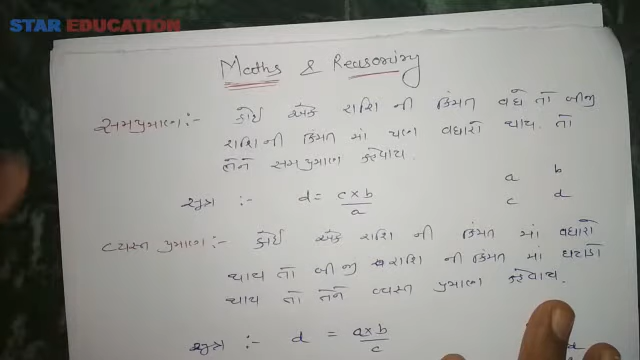 STAR EDUCATION
Maths & Reasoning
સમપ્રમાણ :- કોઈ એક રાશિ ની કિંમત વધે તો બીજી
રાશિની કિંમત માં પણ વધારો થાય તો
તેને સમપ્રમાણ કહેવાય.
a b
સૂત્ર :- d = c×b/a c d
વ્યસ્ત પ્રમાણ :- કોઈ એક રાશિ ની કિંમત માં વધારો
થાય તો બીજી રાશિ ની કિંમત માં ઘટાડો
થાય તો તેને વ્યસ્ત પ્રમાણ કહેવાય.
સૂત્ર :- d = a×b/c